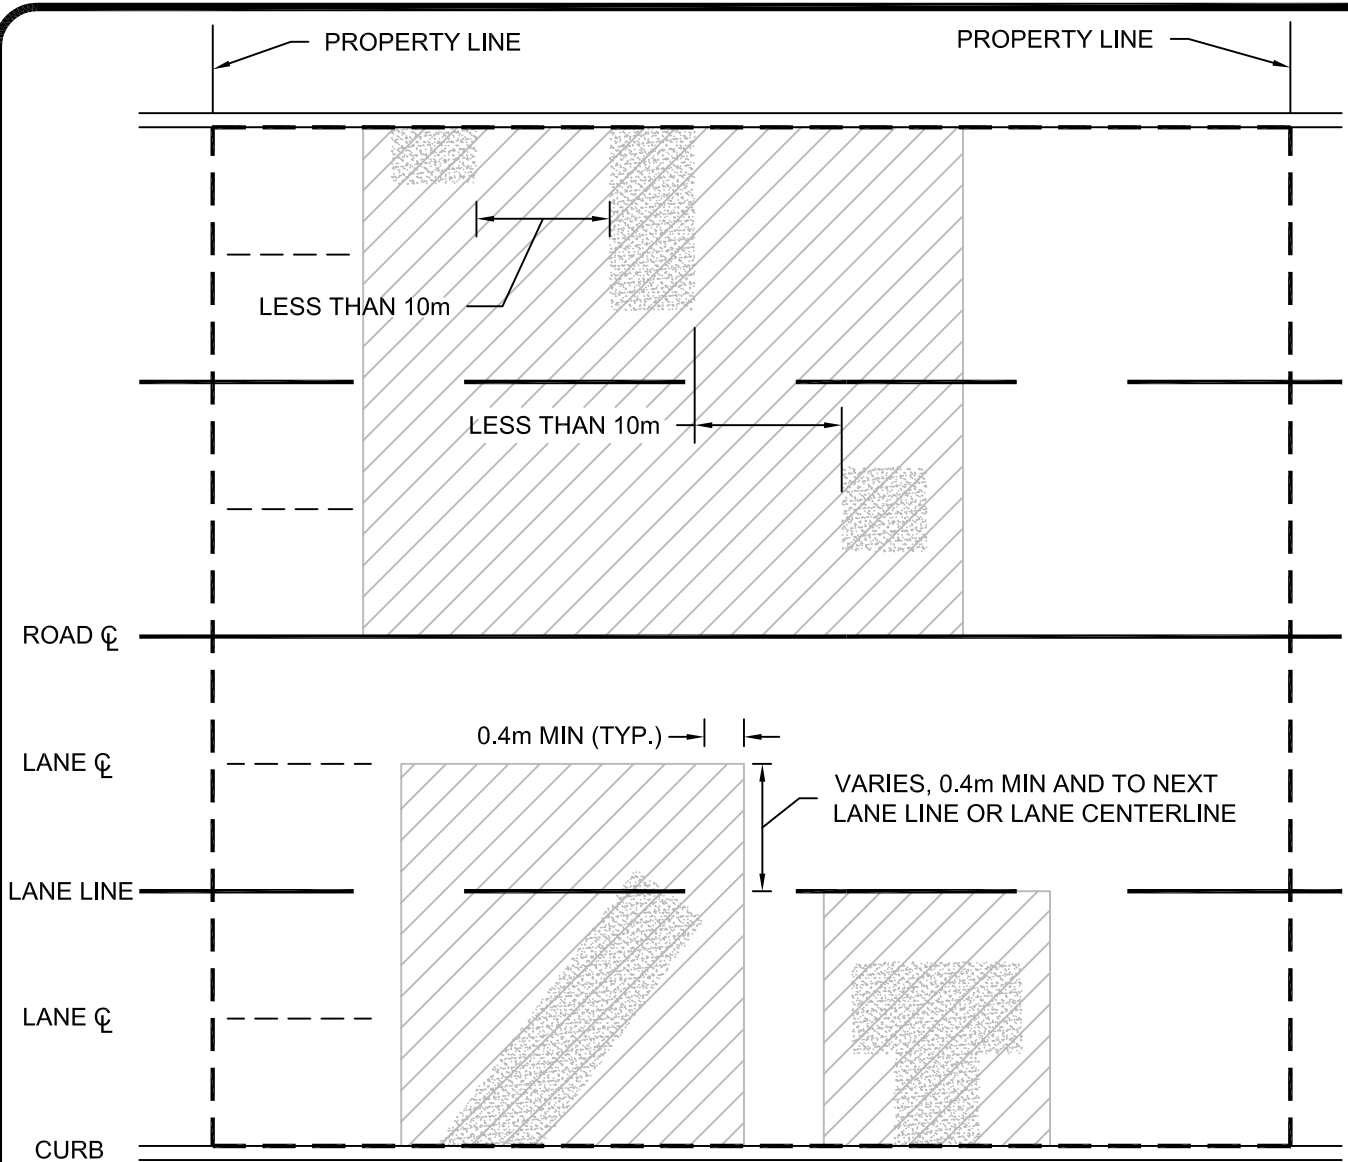 PROPERTY LINE
PROPERTY LINE
LESS THAN 10m
LESS THAN 10m
ROAD ℄
0.4m MIN (TYP.)
LANE ℄
VARIES, 0.4m MIN AND TO NEXT
LANE LINE OR LANE CENTERLINE
LANE LINE
LANE ℄
CURB